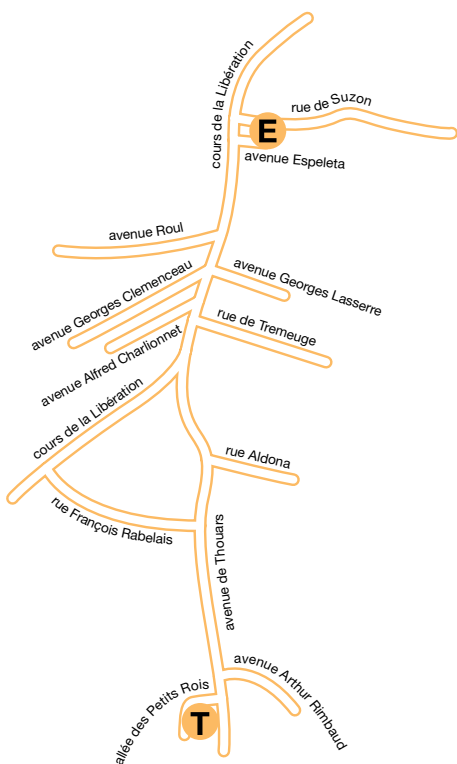 cours de la Libération
rue de Suzon
E
avenue Espeleta
avenue Roul
avenue Georges Clemenceau
avenue Georges Lasserre
rue de Tremeuge
avenue Alfred Charlionnet
cours de la Libération
rue Aldona
rue François Rabelais
avenue de Thouars
avenue Arthur Rimbaud
allée des Petits Rois
T